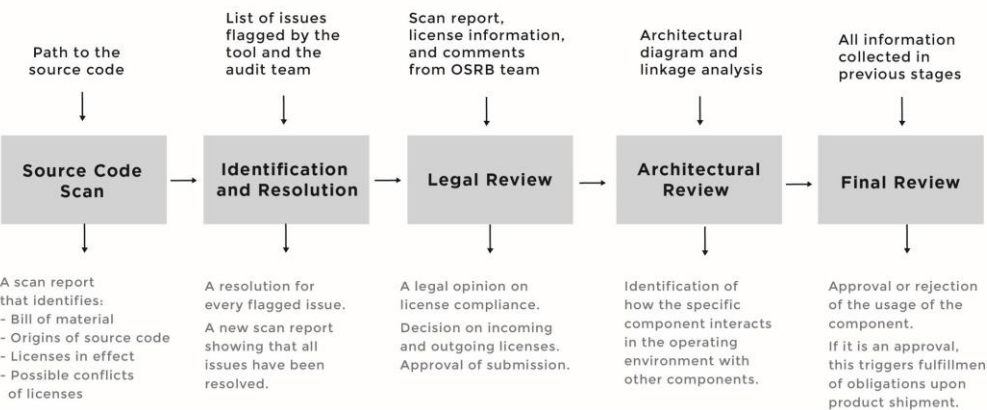 Path to the
source code
List of issues
flagged by the
tool and the
audit team
Scan report,
license information,
and comments
from OSRB team
Architectural
diagram and
linkage analysis
All information
collected in
previous stages
Source Code
Scan
Identification
and Resolution
Legal Review
Architectural
Review
Final Review
A scan report
that identifies:
- Bill of material
- Origins of source code
- Licenses in effect
- Possible conflicts
of licenses
A resolution for
every flagged issue.
A new scan report
showing that all
issues have been
resolved.
A legal opinion on
license compliance.
Decision on incoming
and outgoing licenses.
Approval of submission.
Identification of
how the specific
component interacts
in the operating
environment with
other components.
Approval or rejection
of the usage of the
component.
If it is an approval,
this triggers fulfillmen
of obligations upon
product shipment.